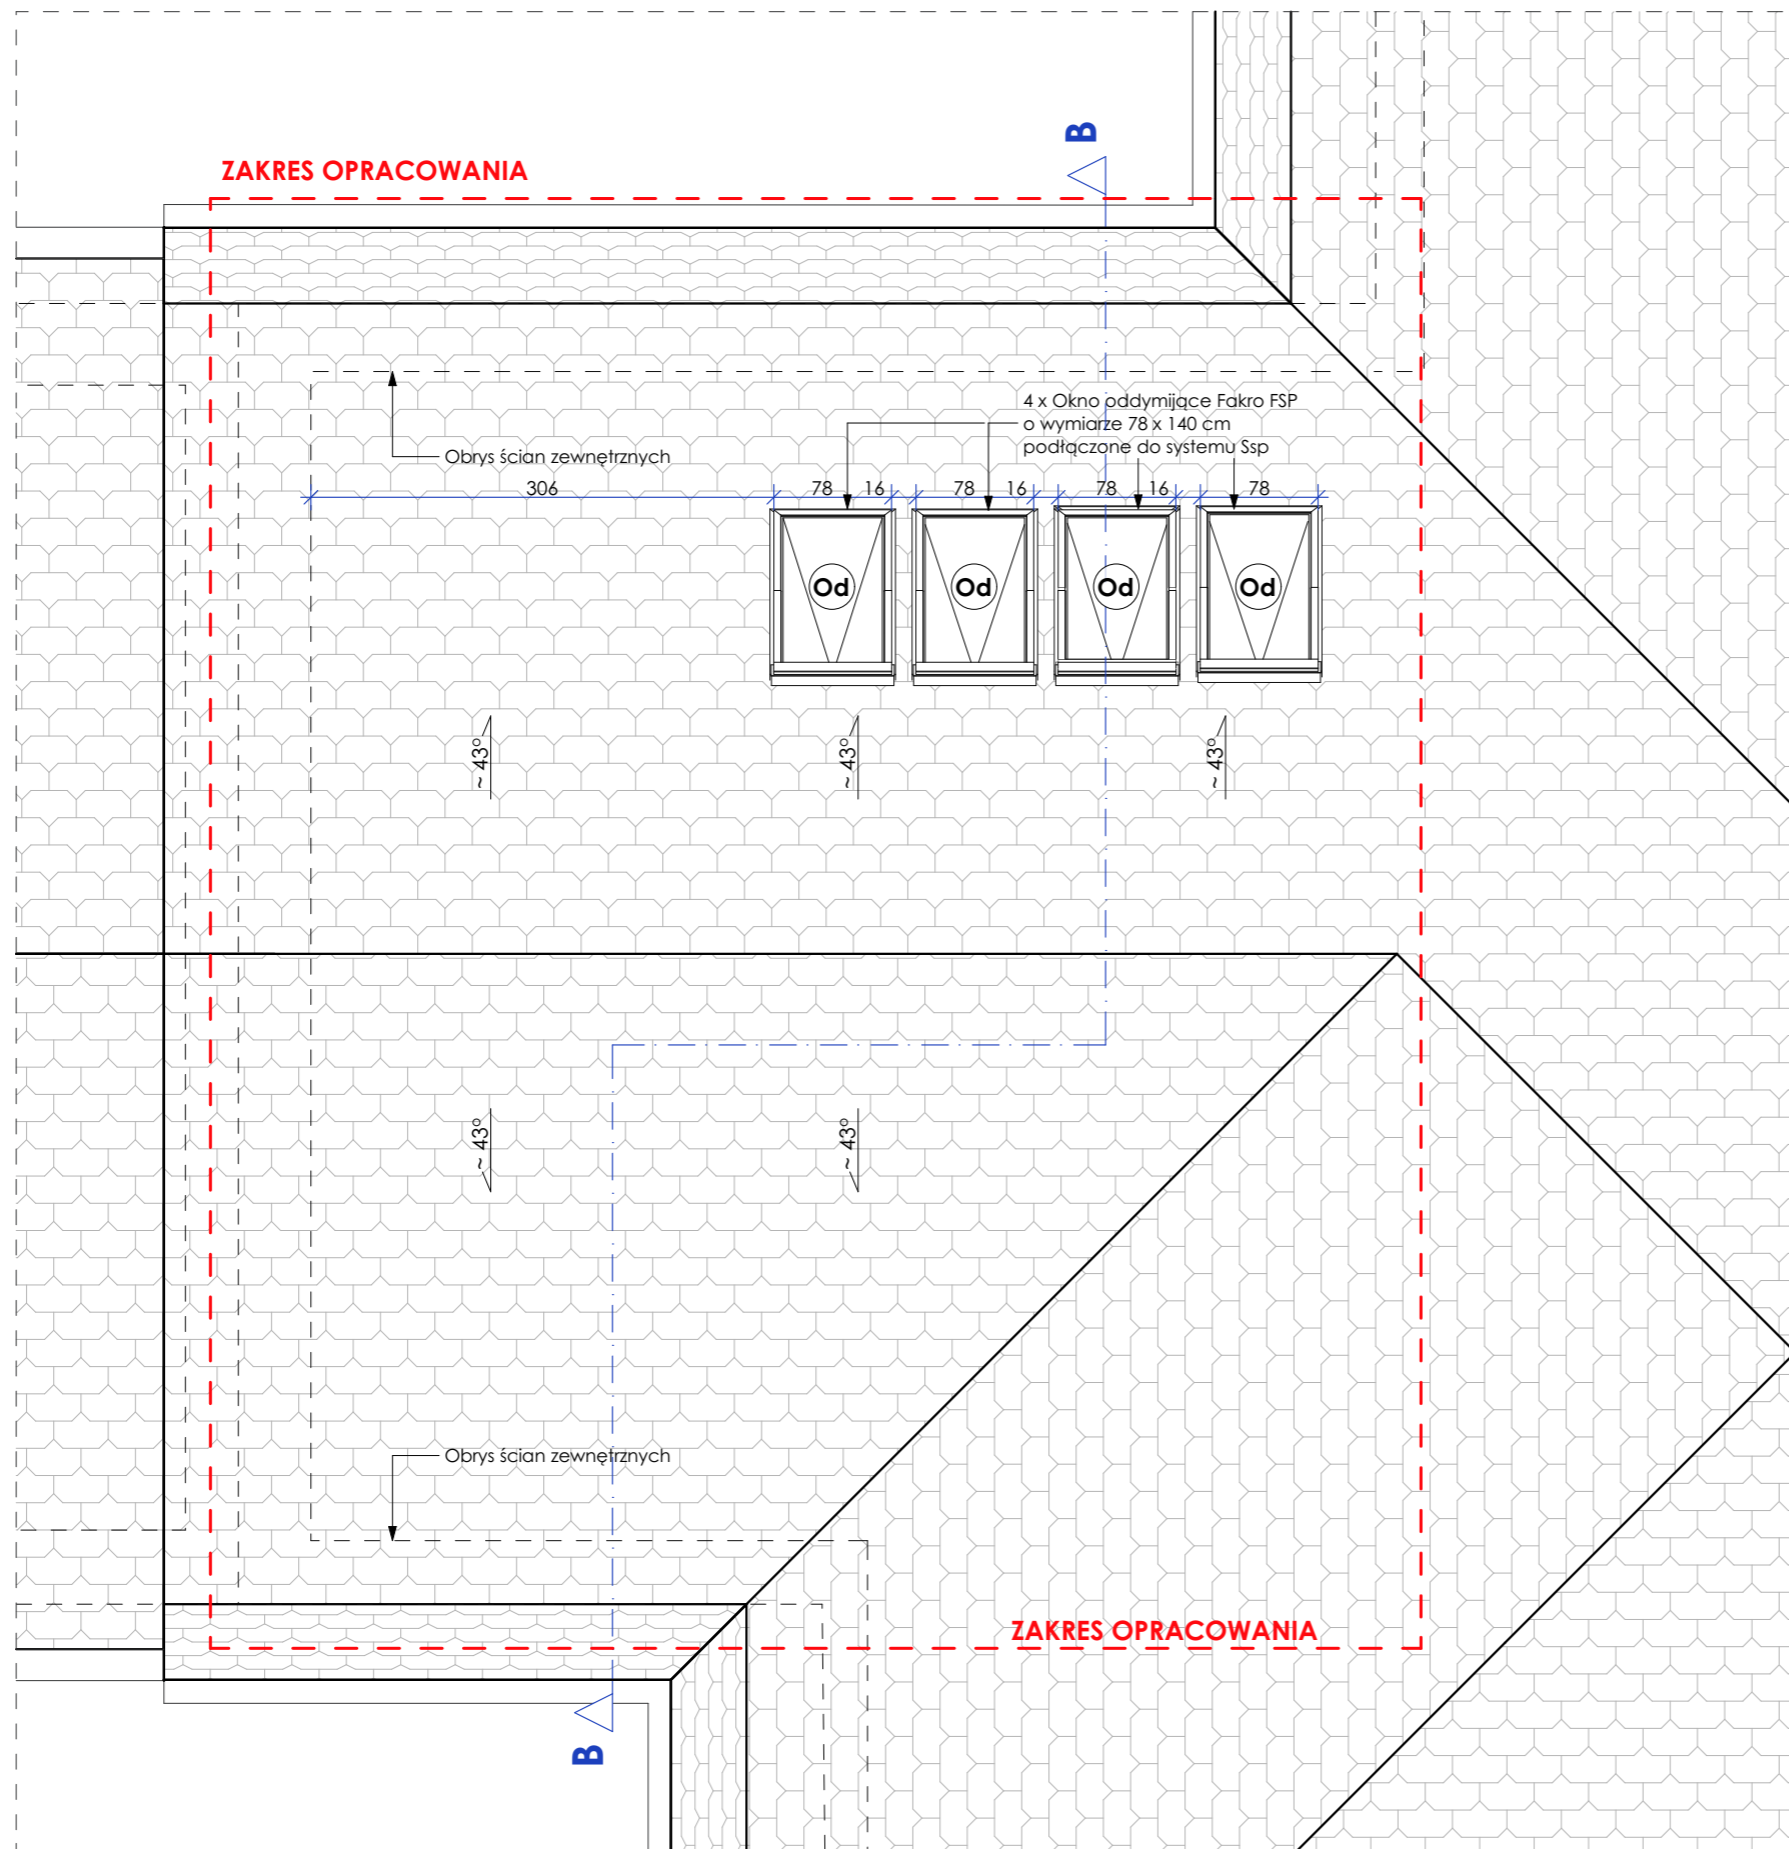 B
ZAKRES OPRACOWANIA
4 x Okno oddymijące Fakro FSP
o wymiarze 78 x 140 cm
podłączone do systemu Ssp
Obrys ścian zewnętrznych
306 78 16 78 16 78 16 78
Od Od Od Od
~ 43° ~ 43° ~ 43°
~ 43° ~ 43°
Obrys ścian zewnętrznych
ZAKRES OPRACOWANIA
B